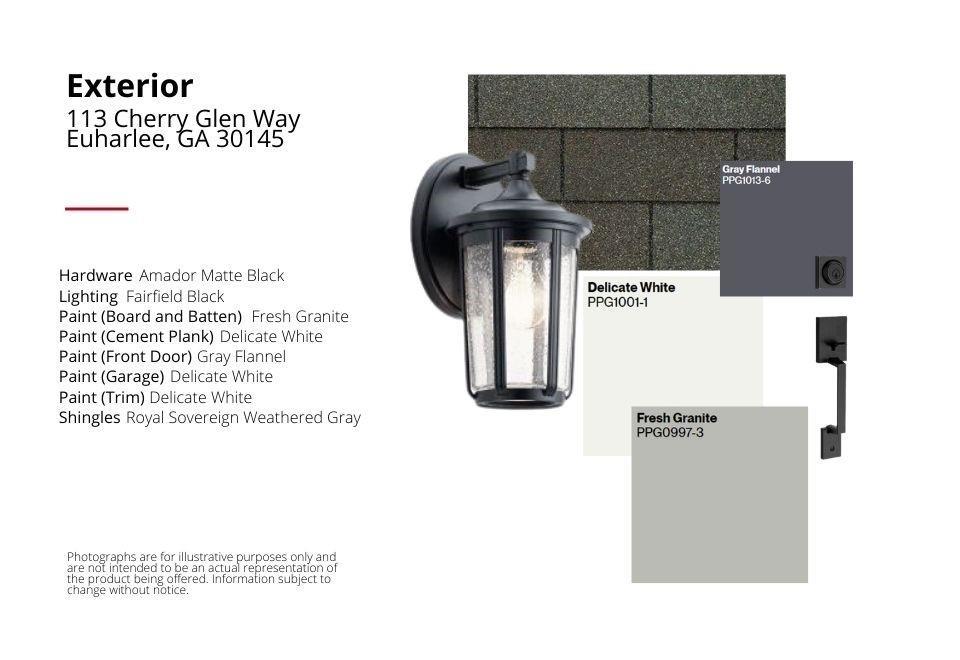 Exterior
113 Cherry Glen Way
Euharlee, GA 30145
Hardware Amador Matte Black
Lighting Fairfield Black
Paint (Board and Batten) Fresh Granite
Paint (Cement Plank) Delicate White
Paint (Front Door) Gray Flannel
Paint (Garage) Delicate White
Paint (Trim) Delicate White
Shingles Royal Sovereign Weathered Gray
Photographs are for illustrative purposes only and
are not intended to be an actual representation of
the product being offered. Information subject to
change without notice.
Gray Flannel
PPG1013-6
Delicate White
PPG1001-1
Fresh Granite
PPG0997-3